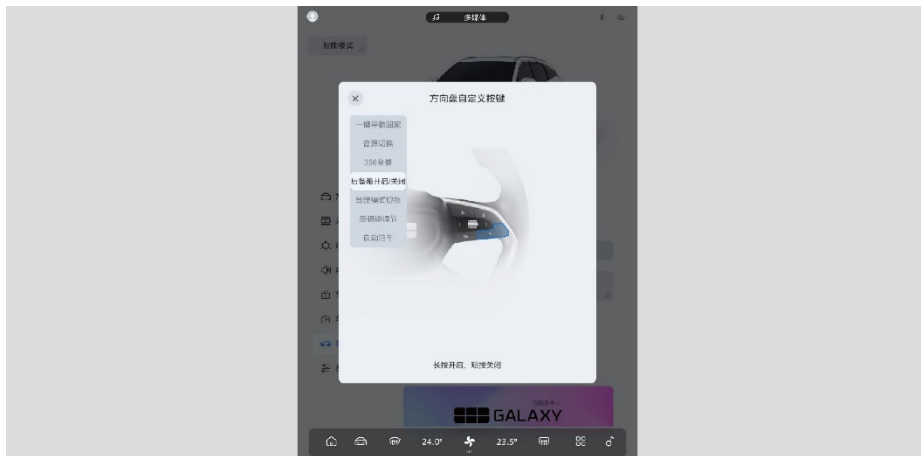 多媒体
智能模式
方向盘自定义按键
一键导航回家
音源切换
360全景
后备箱开启/关闭
驾驶模式切换
后视镜调节
自动泊车
长按开启，短按关闭
GALAXY
24.0°
23.5°